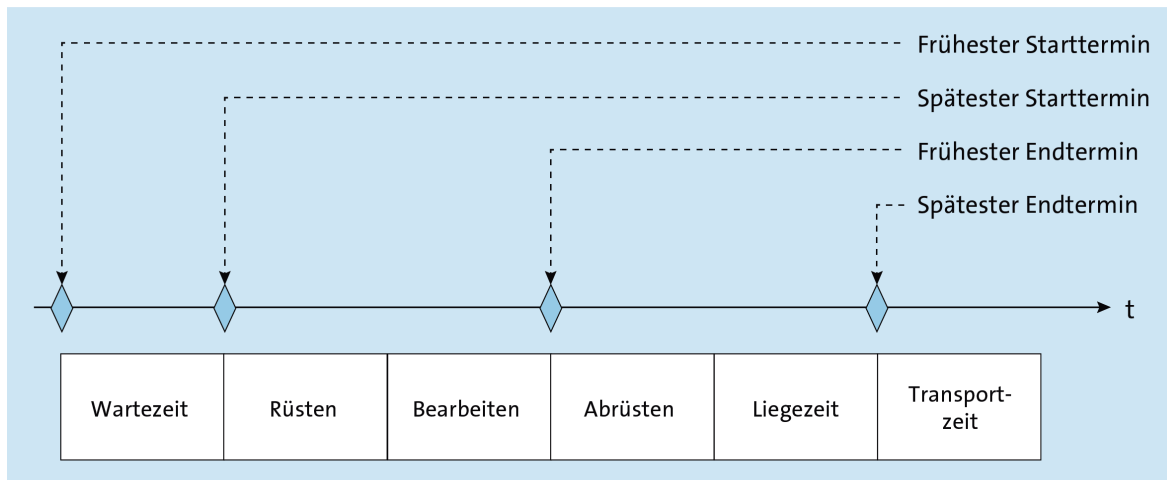 Frühester Starttermin
Spätester Starttermin
Frühester Endtermin
Spätester Endtermin
t
Wartezeit
Rüsten
Bearbeiten
Abrüsten
Liegezeit
Transport-
zeit